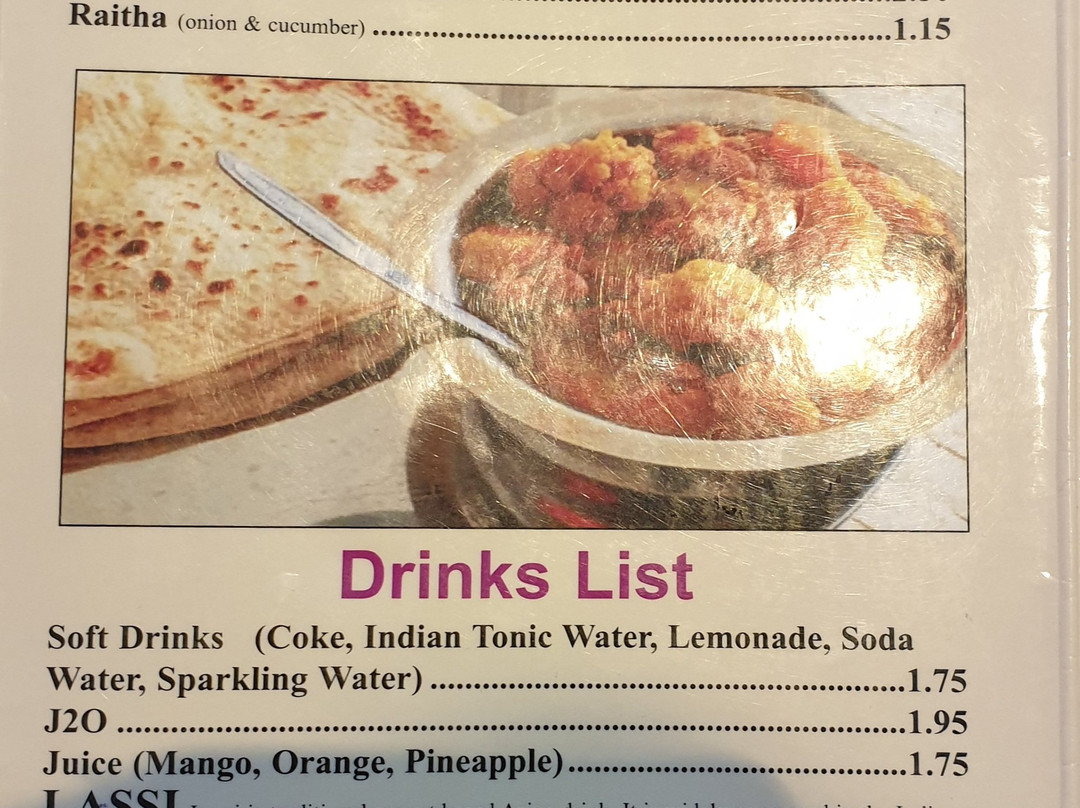 Raitha (onion & cucumber) ........................................................1.15
Drinks List
Soft Drinks (Coke, Indian Tonic Water, Lemonade, Soda
Water, Sparkling Water) ....................................................1.75
J2O ...................................................................................1.95
Juice (Mango, Orange, Pineapple).....................................1.75
LASSI